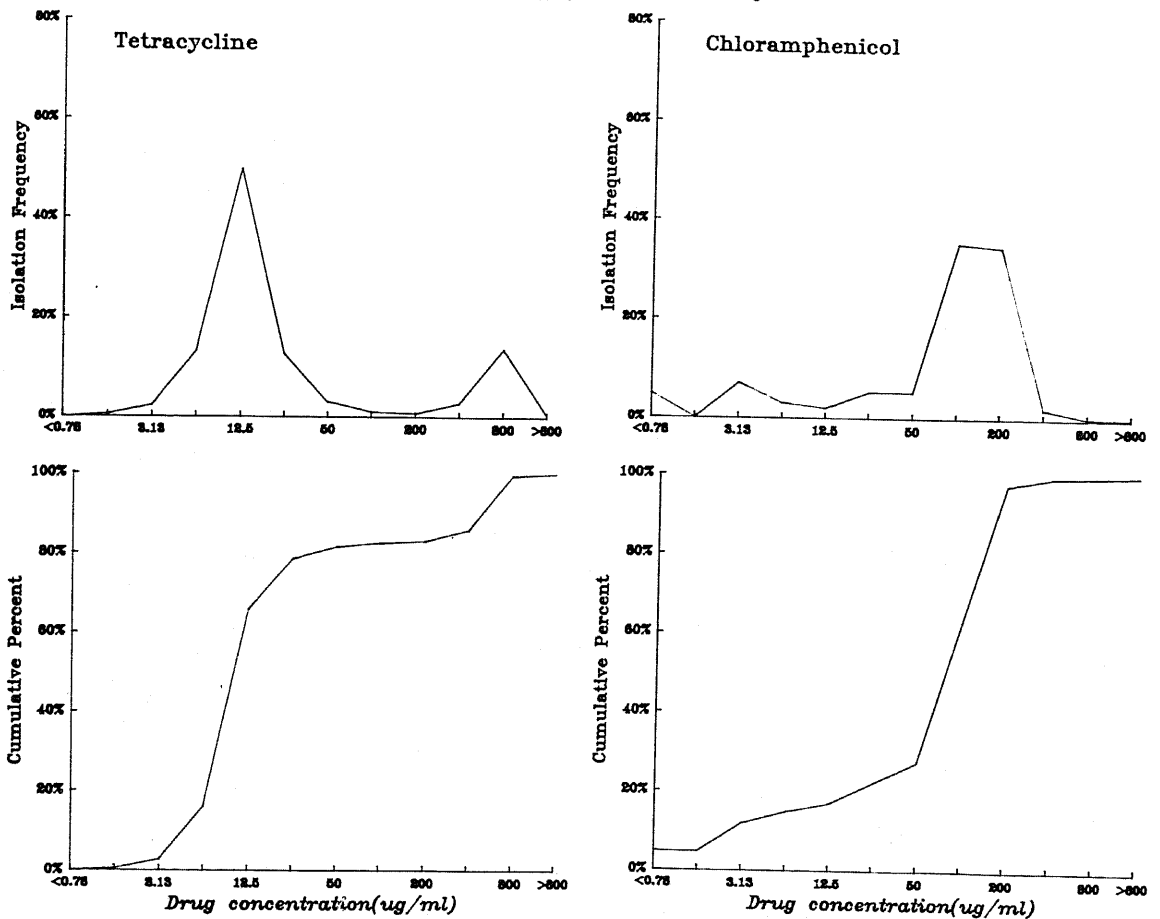 Tetracycline
Isolation Frequency
80%
60%
40%
20%
0%
<0.78 3.13 12.5 50 200 800 >800
Chloramphenicol
Isolation Frequency
80%
60%
40%
20%
0%
<0.78 3.13 12.5 50 200 800 >800
Cumulative Percent
100%
80%
60%
40%
20%
0%
<0.78 3.13 12.5 50 200 800 >800
Drug concentration(ug/ml)
Cumulative Percent
100%
80%
60%
40%
20%
0%
<0.78 3.13 12.5 50 200 800 >800
Drug concentration(ug/ml)